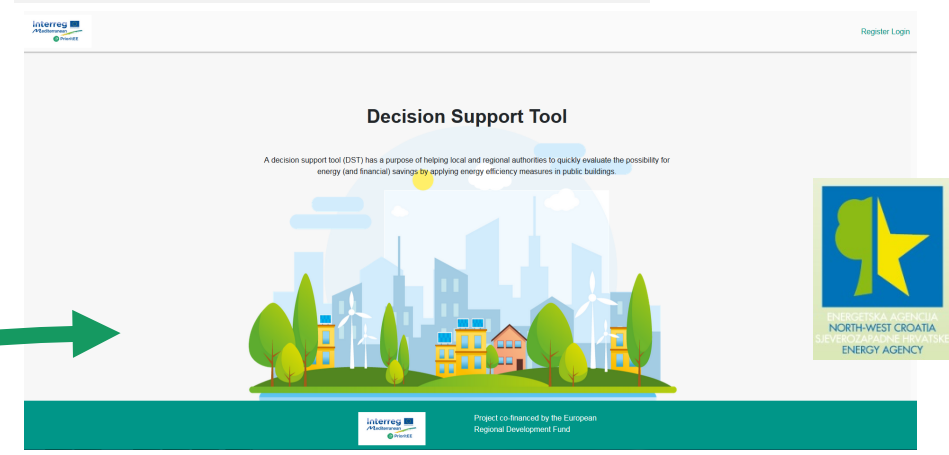 Interreg
Mediterranean
PrioritEE
Register Login
Decision Support Tool
A decision support tool (DST) has a purpose of helping local and regional authorities to quickly evaluate the possibility for
energy (and financial) savings by applying energy efficiency measures in public buildings.
ENERGETSKA AGENCIJA
NORTH-WEST CROATIA
SJEVEROZAPADNE HRVATSKE
ENERGY AGENCY
Interreg
Mediterranean
PrioritEE
Project co-financed by the European
Regional Development Fund